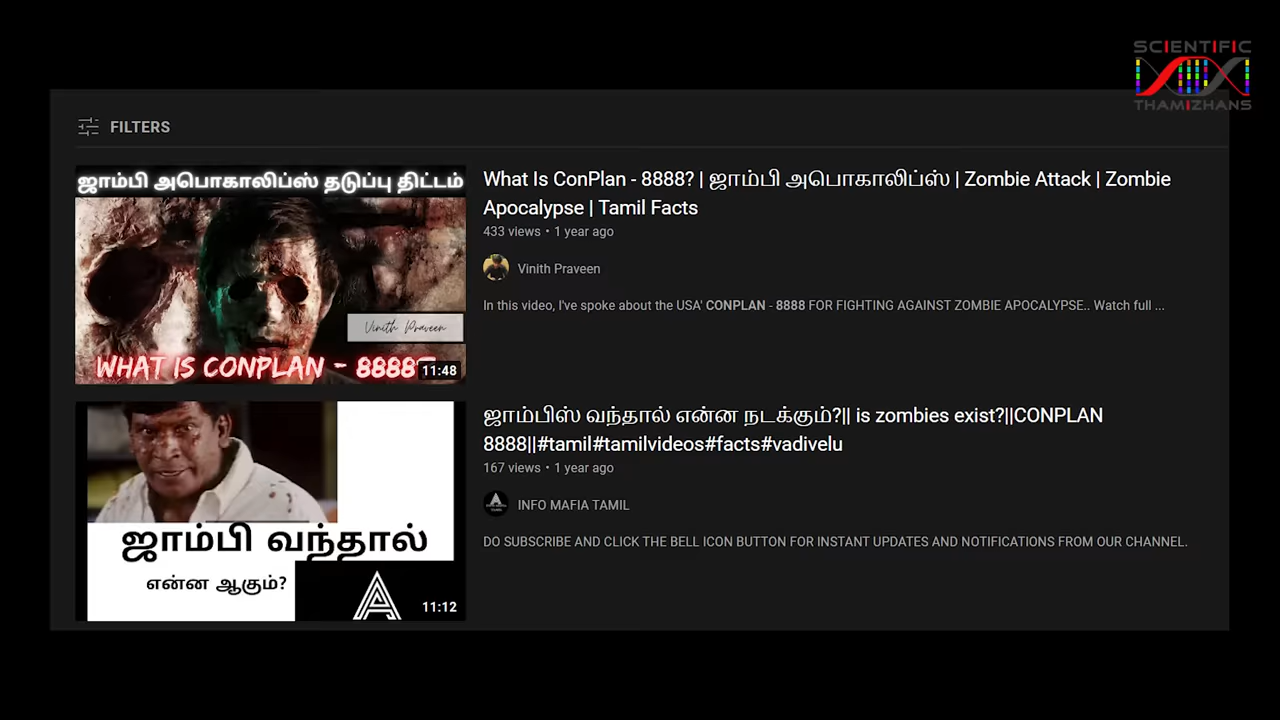 SCIENTIFIC
THAMIZHANS
FILTERS
ஜாம்பி அபொகாலிப்ஸ் தடுப்பு திட்டம்
Vinith Praveen
WHAT IS CONPLAN - 8888
11:48
What Is ConPlan - 8888? | ஜாம்பி அபொகாலிப்ஸ் | Zombie Attack | Zombie
Apocalypse | Tamil Facts
433 views • 1 year ago
Vinith Praveen
In this video, I've spoke about the USA' CONPLAN - 8888 FOR FIGHTING AGAINST ZOMBIE APOCALYPSE.. Watch full ...
ஜாம்பி வந்தால்
என்ன ஆகும்?
11:12
ஜாம்பிஸ் வந்தால் என்ன நடக்கும்?|| is zombies exist?||CONPLAN
8888||#tamil#tamilvideos#facts#vadivelu
167 views • 1 year ago
INFO MAFIA TAMIL
DO SUBSCRIBE AND CLICK THE BELL ICON BUTTON FOR INSTANT UPDATES AND NOTIFICATIONS FROM OUR CHANNEL.